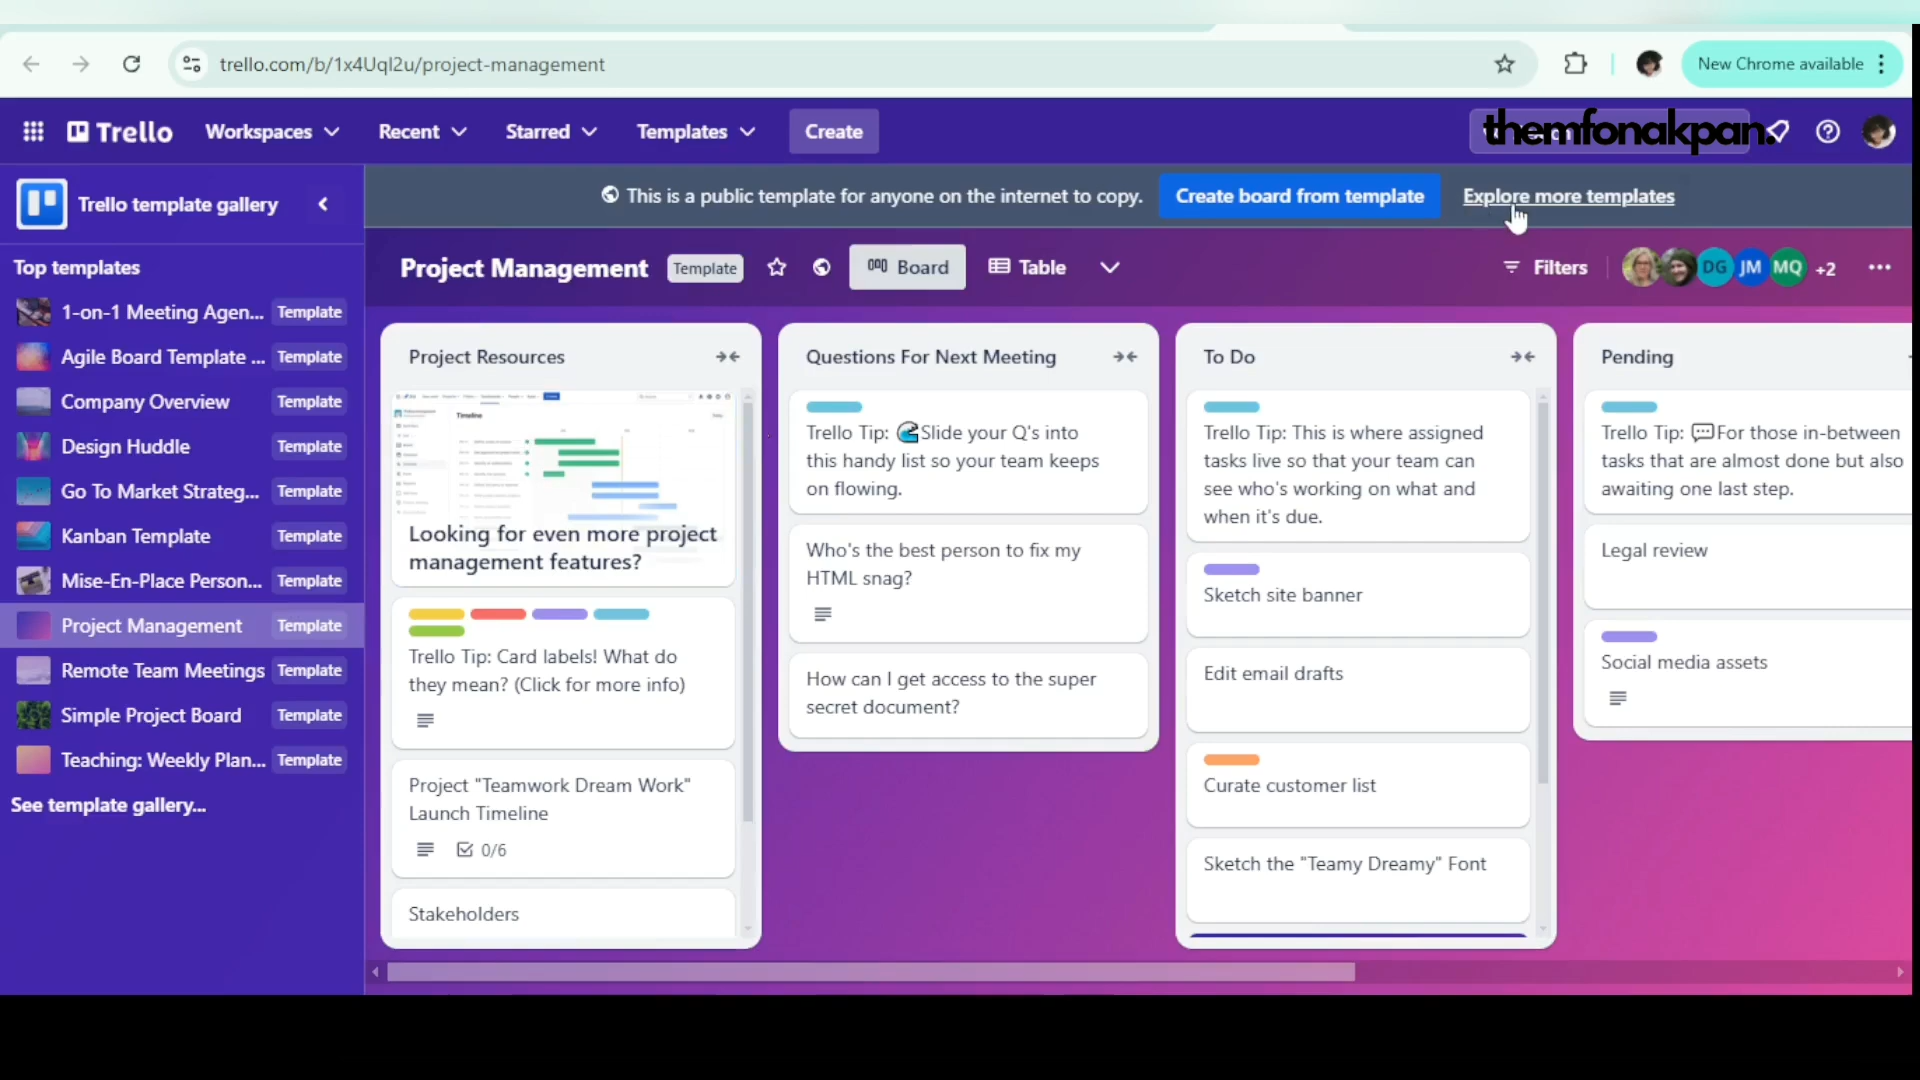 trello.com/b/1x4Uql2u/project-management
New Chrome available
Trello
Workspaces
Recent
Starred
Templates
Create
themfonakpan.
Trello template gallery
This is a public template for anyone on the internet to copy.
Create board from template
Explore more templates
Top templates
1-on-1 Meeting Agen... Template
Agile Board Template ... Template
Company Overview Template
Design Huddle Template
Go To Market Strateg... Template
Kanban Template Template
Mise-En-Place Person... Template
Project Management Template
Remote Team Meetings Template
Simple Project Board Template
Teaching: Weekly Plan... Template
See template gallery...
Project Management
Template
Board
Table
Filters
DG
JM
MQ
+2
Project Resources
Timeline
Looking for even more project
management features?
Trello Tip: Card labels! What do
they mean? (Click for more info)
Project "Teamwork Dream Work"
Launch Timeline
0/6
Stakeholders
Questions For Next Meeting
Trello Tip: 🌊Slide your Q's into
this handy list so your team keeps
on flowing.
Who's the best person to fix my
HTML snag?
How can I get access to the super
secret document?
To Do
Trello Tip: This is where assigned
tasks live so that your team can
see who's working on what and
when it's due.
Sketch site banner
Edit email drafts
Curate customer list
Sketch the "Teamy Dreamy" Font
Pending
Trello Tip: 💬For those in-between
tasks that are almost done but also
awaiting one last step.
Legal review
Social media assets